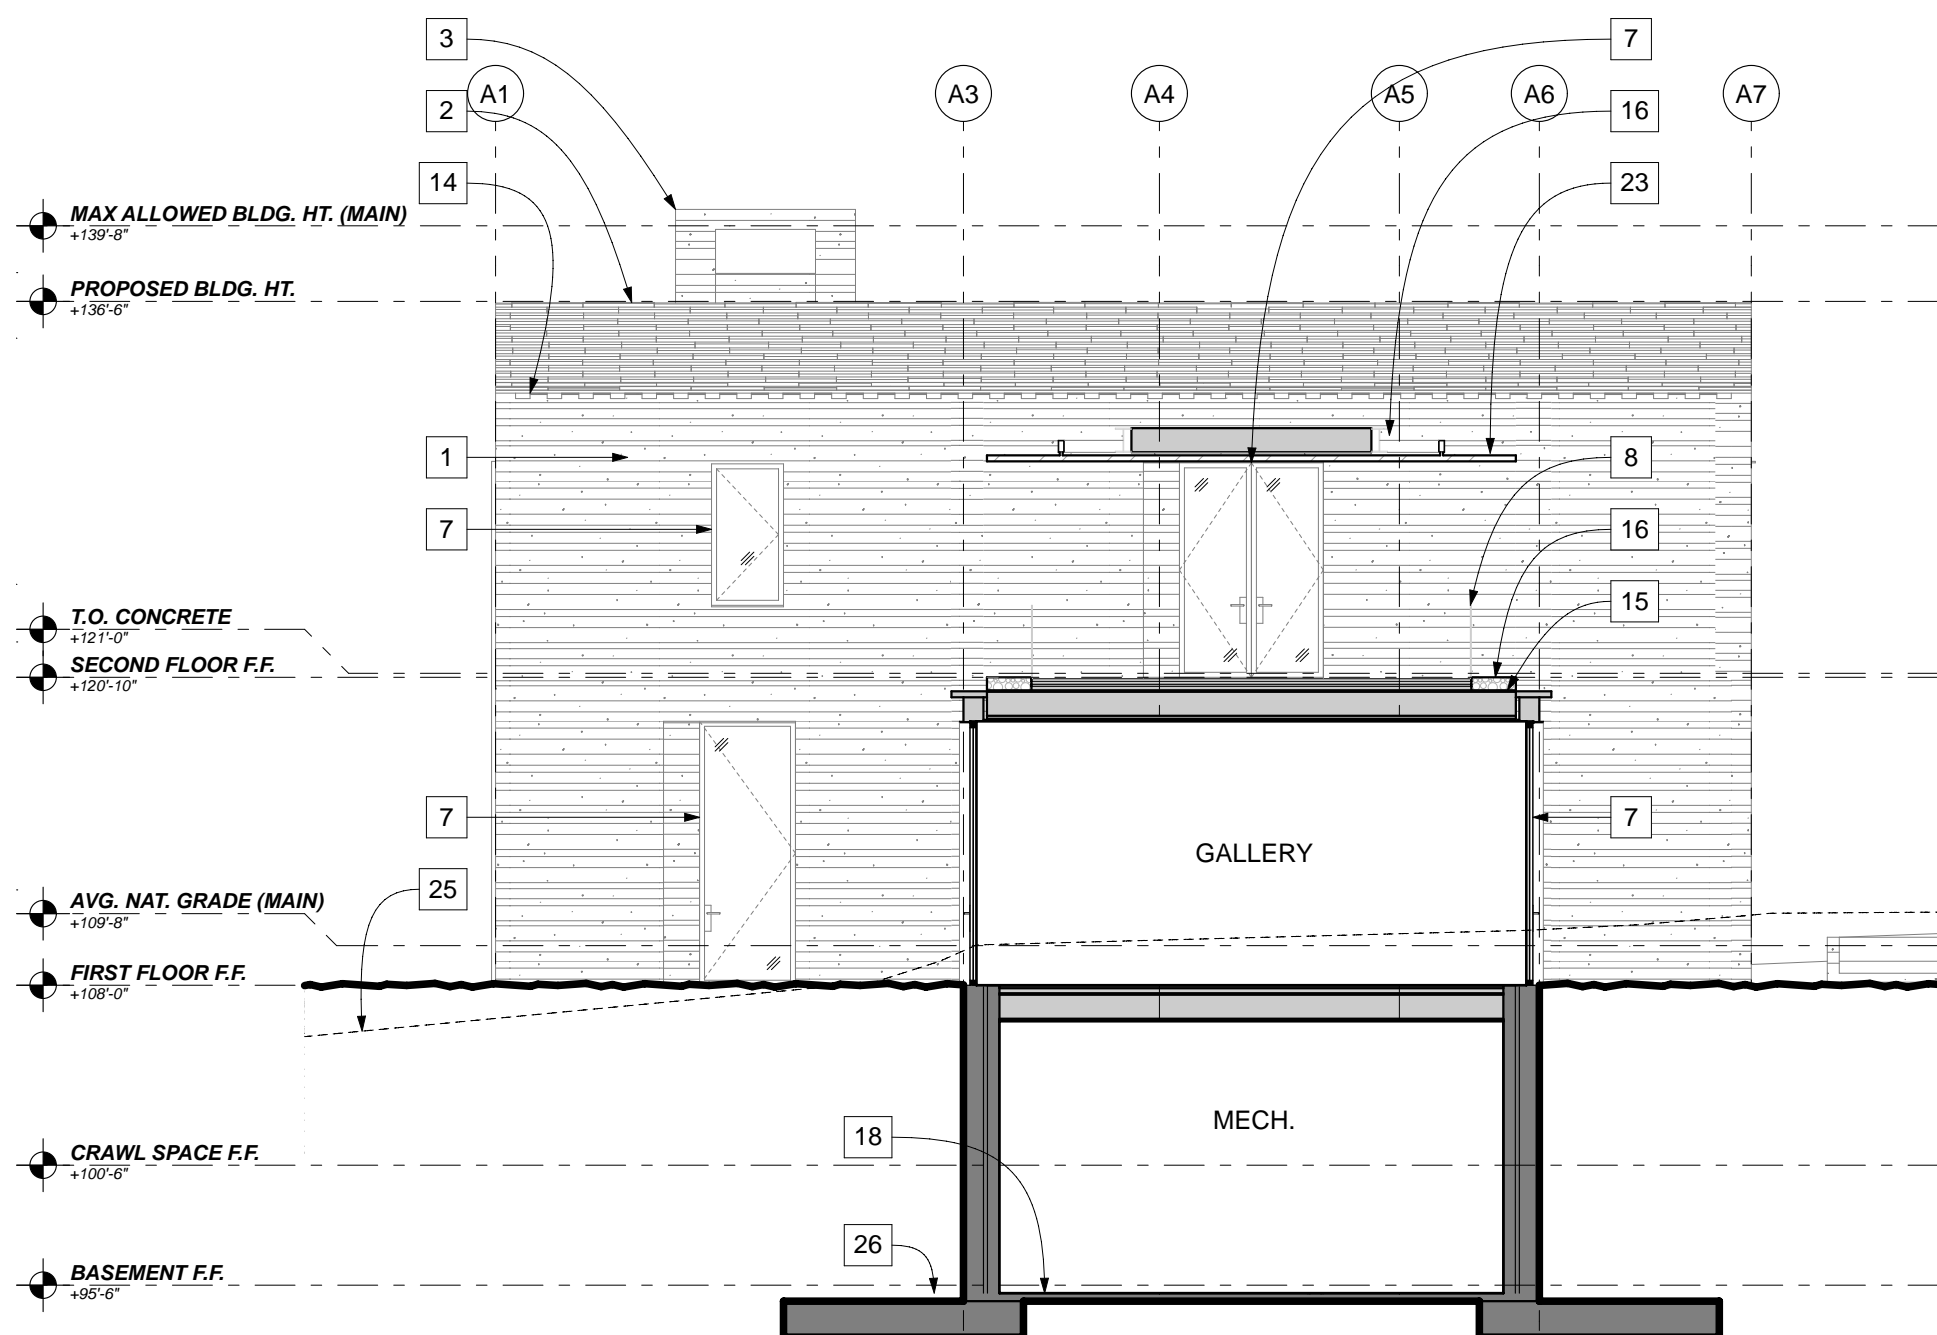 3
7
A1
A3
A4
A5
A6
A7
2
16
14
23
MAX ALLOWED BLDG. HT. (MAIN)
+139'-8"
PROPOSED BLDG. HT.
+136'-6"
1
8
7
16
15
T.O. CONCRETE
+121'-0"
SECOND FLOOR F.F.
+120'-10"
7
7
GALLERY
25
AVG. NAT. GRADE (MAIN)
+109'-8"
FIRST FLOOR F.F.
+108'-0"
MECH.
18
CRAWL SPACE F.F.
+100'-6"
26
BASEMENT F.F.
+95'-6"